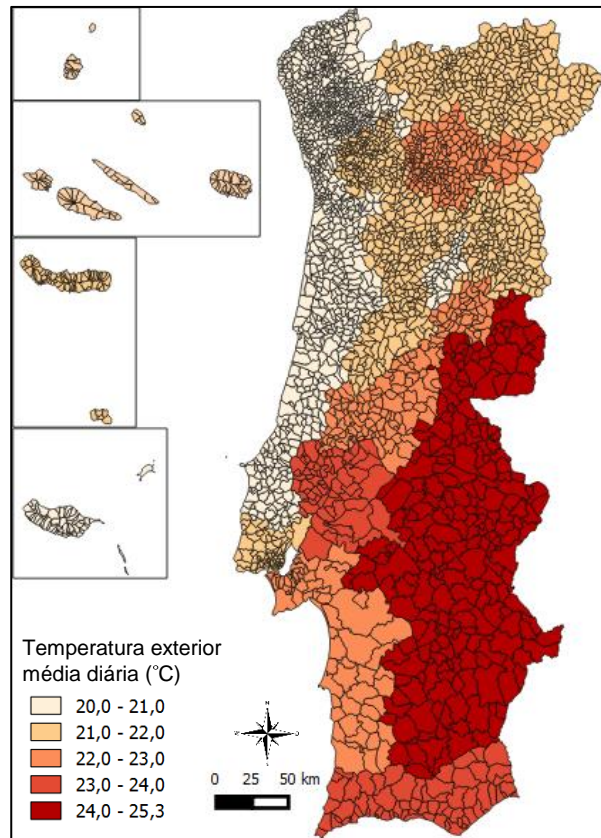 Temperatura exterior
média diária (°C)
20,0 - 21,0
21,0 - 22,0
22,0 - 23,0
23,0 - 24,0
24,0 - 25,3
N
0 25 50 km